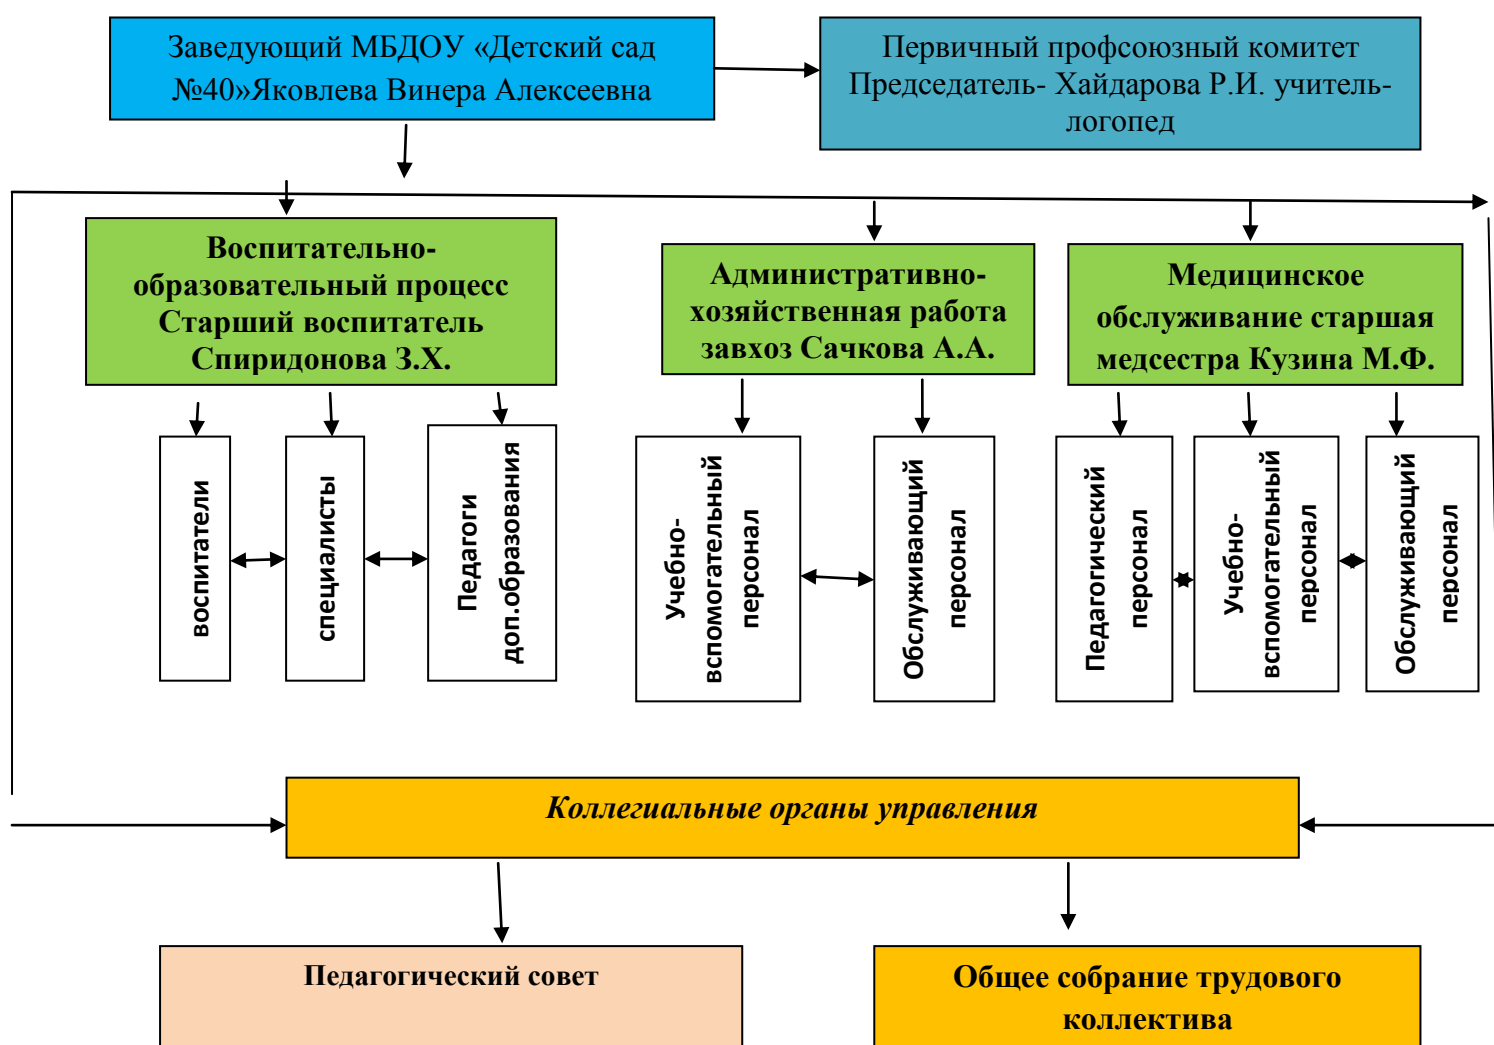 Заведующий МБДОУ «Детский сад
№40»Яковлева Винера Алексеевна
Первичный профсоюзный комитет
Председатель- Хайдарова Р.И. учитель-
логопед
Воспитательно-
образовательный процесс
Старший воспитатель
Спиридонова З.Х.
Административно-
хозяйственная работа
завхоз Сачкова А.А.
Медицинское
обслуживание старшая
медсестра Кузина М.Ф.
воспитатели
специалисты
Педагоги
доп.образования
Учебно-
вспомогательный
персонал
Обслуживающий
персонал
Педагогический
персонал
Учебно-
вспомогательный
персонал
Обслуживающий
персонал
Коллегиальные органы управления
Педагогический совет
Общее собрание трудового
коллектива